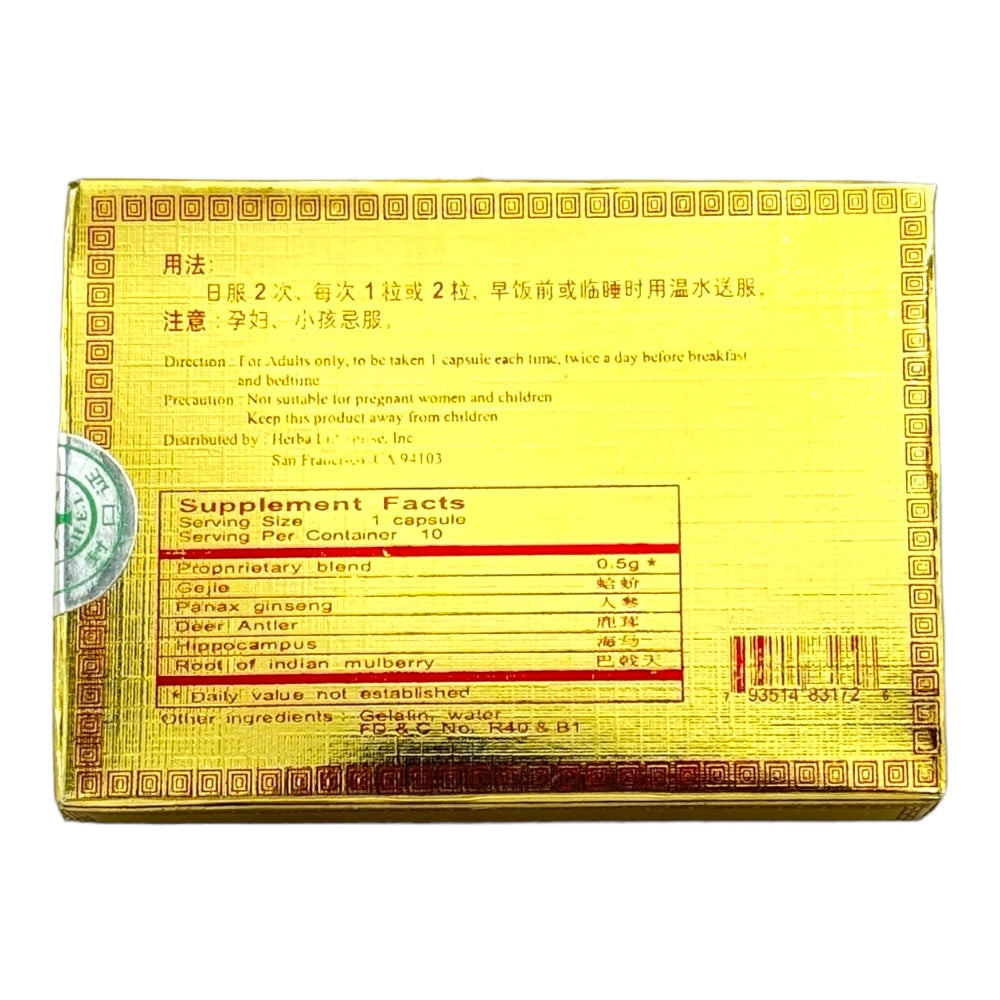 用法:
日服2次、每次1粒或2粒，早饭前或临睡时用温水送服。
注意:孕妇、小孩忌服。
Direction: For Adults only, to be taken 1 capsule each time, twice a day before breakfast
and bedtime
Precaution: Not suitable for pregnant women and children
Keep this product away from children
Distributed by: Herba Inc
San Francisco, CA 94103
Supplement Facts
Serving Size 1 capsule
Serving Per Container 10
Propnrietary blend 0.5g *
Gejie 蛤蚧
Panax ginseng 人参
Deer Antler 鹿茸
Hippocampus 海马
Root of indian mulberry 巴戟天
* Daily value not established
Other ingredients: Gelatin, water
FD & C No. R40 & B1
7 93514 83172 6